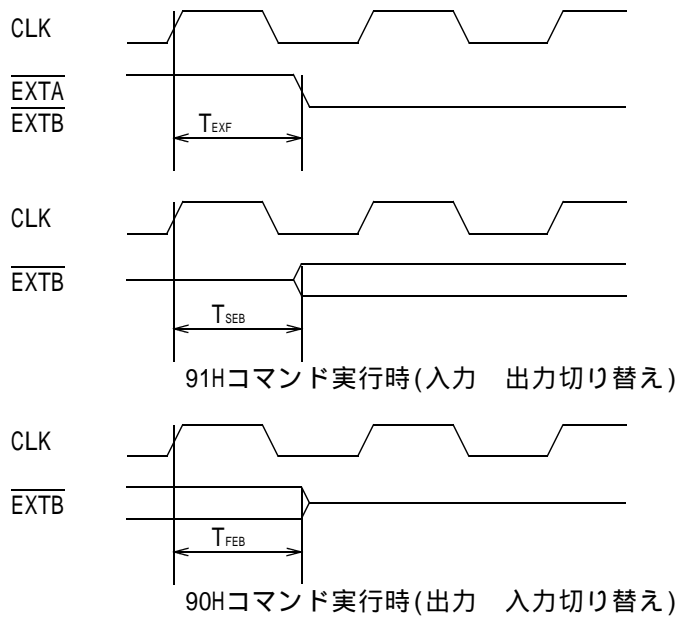 CLK
EXTA
EXTB
TEXF
CLK
EXTB
TSEB
91Hコマンド実行時(入力　出力切り替え)
CLK
EXTB
TFEB
90Hコマンド実行時(出力　入力切り替え)